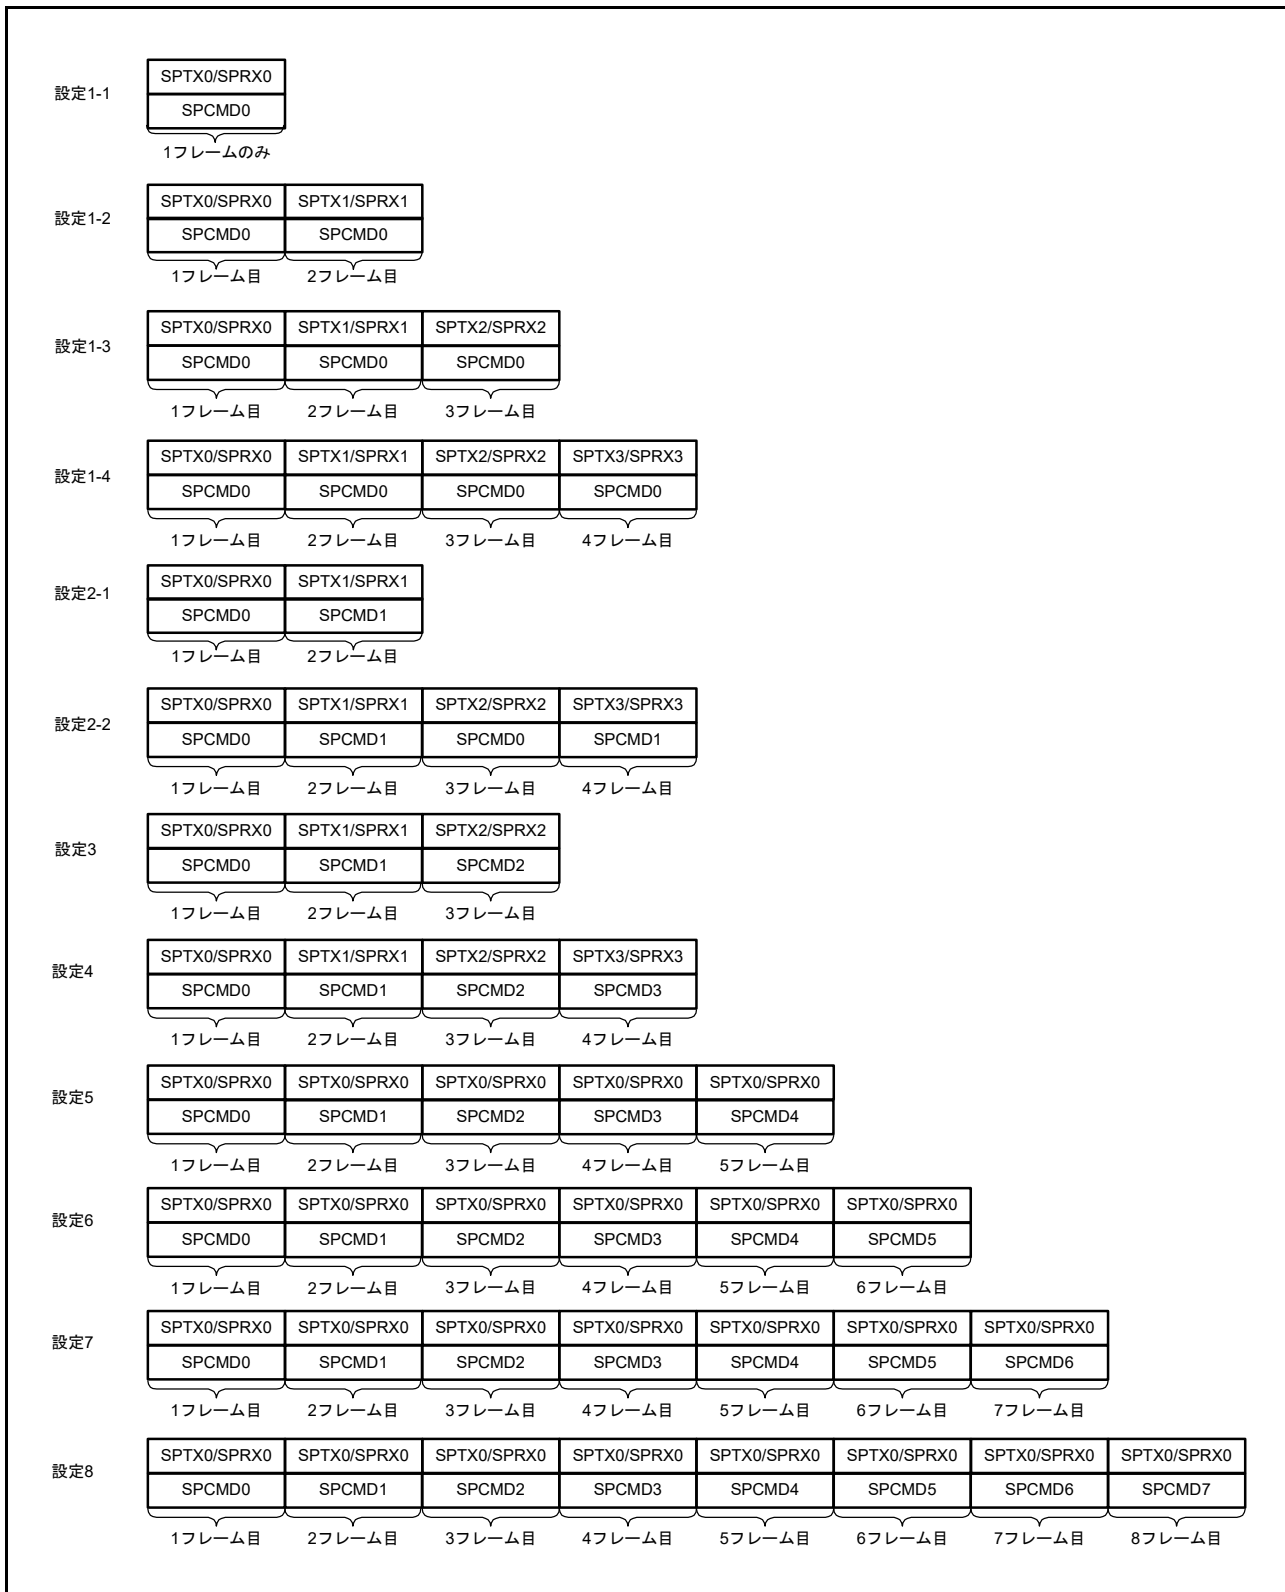 設定1-1
SPTX0/SPRX0
SPCMD0
1フレームのみ
設定1-2
SPTX0/SPRX0 SPTX1/SPRX1
SPCMD0 SPCMD0
1フレーム目 2フレーム目
設定1-3
SPTX0/SPRX0 SPTX1/SPRX1 SPTX2/SPRX2
SPCMD0 SPCMD0 SPCMD0
1フレーム目 2フレーム目 3フレーム目
設定1-4
SPTX0/SPRX0 SPTX1/SPRX1 SPTX2/SPRX2 SPTX3/SPRX3
SPCMD0 SPCMD0 SPCMD0 SPCMD0
1フレーム目 2フレーム目 3フレーム目 4フレーム目
設定2-1
SPTX0/SPRX0 SPTX1/SPRX1
SPCMD0 SPCMD1
1フレーム目 2フレーム目
設定2-2
SPTX0/SPRX0 SPTX1/SPRX1 SPTX2/SPRX2 SPTX3/SPRX3
SPCMD0 SPCMD1 SPCMD0 SPCMD1
1フレーム目 2フレーム目 3フレーム目 4フレーム目
設定3
SPTX0/SPRX0 SPTX1/SPRX1 SPTX2/SPRX2
SPCMD0 SPCMD1 SPCMD2
1フレーム目 2フレーム目 3フレーム目
設定4
SPTX0/SPRX0 SPTX1/SPRX1 SPTX2/SPRX2 SPTX3/SPRX3
SPCMD0 SPCMD1 SPCMD2 SPCMD3
1フレーム目 2フレーム目 3フレーム目 4フレーム目
設定5
SPTX0/SPRX0 SPTX0/SPRX0 SPTX0/SPRX0 SPTX0/SPRX0 SPTX0/SPRX0
SPCMD0 SPCMD1 SPCMD2 SPCMD3 SPCMD4
1フレーム目 2フレーム目 3フレーム目 4フレーム目 5フレーム目
設定6
SPTX0/SPRX0 SPTX0/SPRX0 SPTX0/SPRX0 SPTX0/SPRX0 SPTX0/SPRX0 SPTX0/SPRX0
SPCMD0 SPCMD1 SPCMD2 SPCMD3 SPCMD4 SPCMD5
1フレーム目 2フレーム目 3フレーム目 4フレーム目 5フレーム目 6フレーム目
設定7
SPTX0/SPRX0 SPTX0/SPRX0 SPTX0/SPRX0 SPTX0/SPRX0 SPTX0/SPRX0 SPTX0/SPRX0 SPTX0/SPRX0
SPCMD0 SPCMD1 SPCMD2 SPCMD3 SPCMD4 SPCMD5 SPCMD6
1フレーム目 2フレーム目 3フレーム目 4フレーム目 5フレーム目 6フレーム目 7フレーム目
設定8
SPTX0/SPRX0 SPTX0/SPRX0 SPTX0/SPRX0 SPTX0/SPRX0 SPTX0/SPRX0 SPTX0/SPRX0 SPTX0/SPRX0 SPTX0/SPRX0
SPCMD0 SPCMD1 SPCMD2 SPCMD3 SPCMD4 SPCMD5 SPCMD6 SPCMD7
1フレーム目 2フレーム目 3フレーム目 4フレーム目 5フレーム目 6フレーム目 7フレーム目 8フレーム目